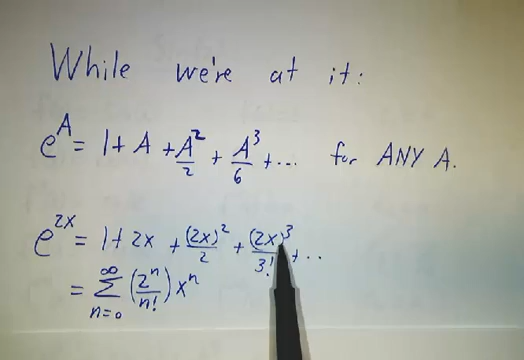 While we're at it:
e^A = 1 + A + A²/2 + A³/6 + ... for ANY A.
e^2x = 1 + 2x + (2x)²/2 + (2x)³/3! + ..
= ∑_{n=0}^{∞} (2ⁿ/n!) xⁿ